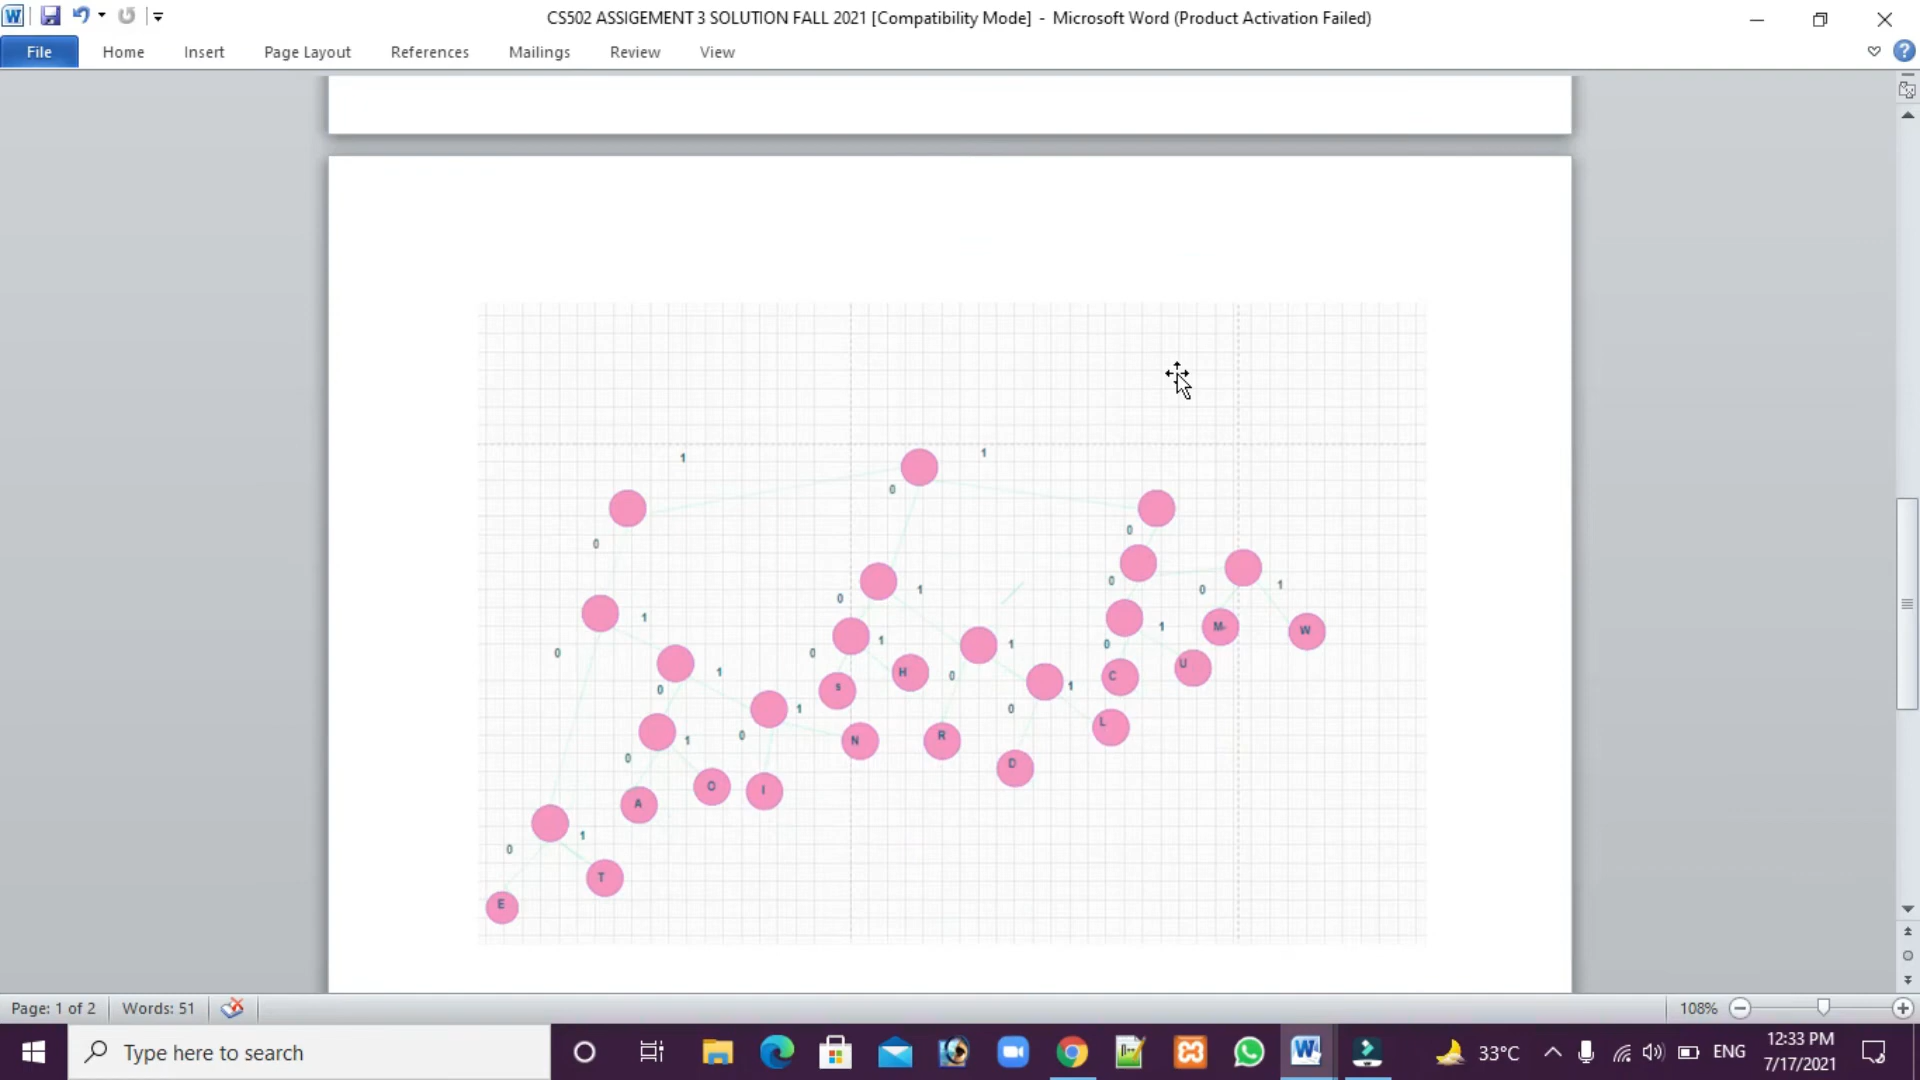 CS502 ASSIGEMENT 3 SOLUTION FALL 2021 [Compatibility Mode] - Microsoft Word (Product Activation Failed)
File Home Insert Page Layout References Mailings Review View
1 1
0
0 0
0 0 1
0 1
1 0 1 1
0 1 0 M- W
0 1 H 0 U
0 s 1 C
0 1 L
0 1 N R D
0 A O I
1
0 T
E
Page: 1 of 2 Words: 51 108%
Type here to search 33°C ENG 12:33 PM
7/17/2021